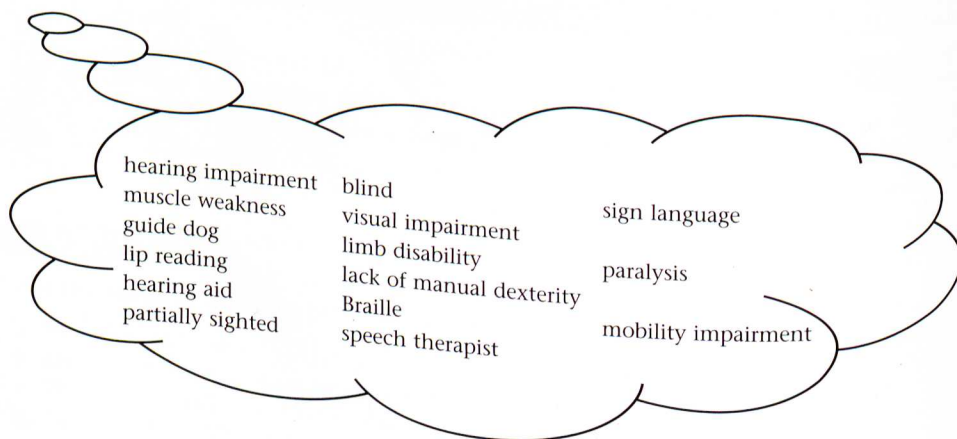 hearing impairment
muscle weakness
guide dog
lip reading
hearing aid
partially sighted
blind
visual impairment
limb disability
lack of manual dexterity
Braille
speech therapist
sign language
paralysis
mobility impairment